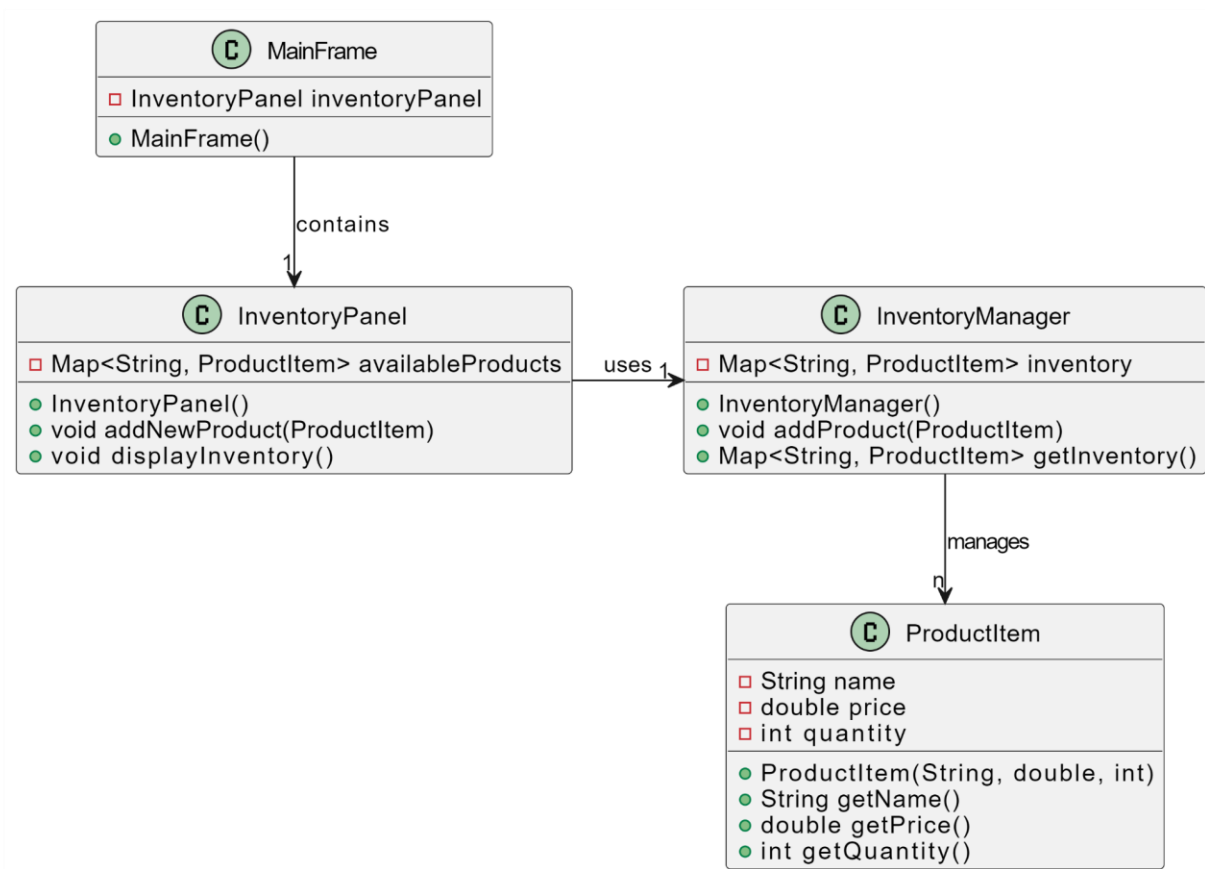 C MainFrame
InventoryPanel inventoryPanel
MainFrame()
contains
1
C InventoryPanel
Map<String, ProductItem> availableProducts
InventoryPanel()
void addNewProduct(ProductItem)
void displayInventory()
uses 1
C InventoryManager
Map<String, ProductItem> inventory
InventoryManager()
void addProduct(ProductItem)
Map<String, ProductItem> getInventory()
manages
n
C ProductItem
String name
double price
int quantity
ProductItem(String, double, int)
String getName()
double getPrice()
int getQuantity()